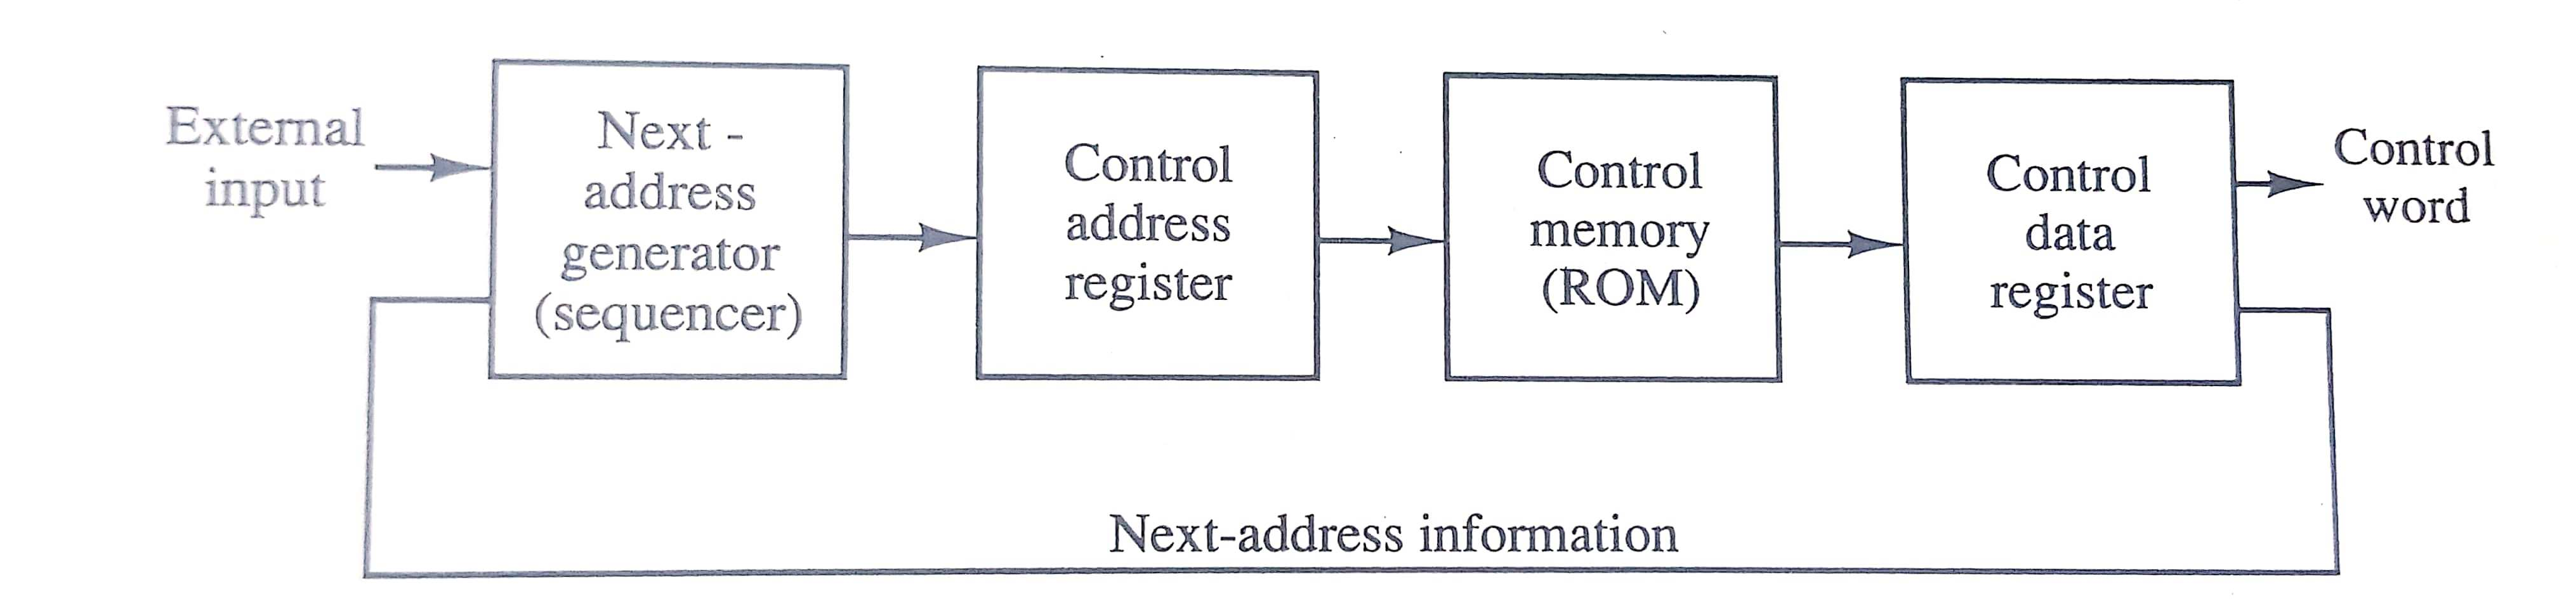 External
input
Next -
address
generator
(sequencer)
Control
address
register
Control
memory
(ROM)
Control
data
register
Control
word
Next-address information